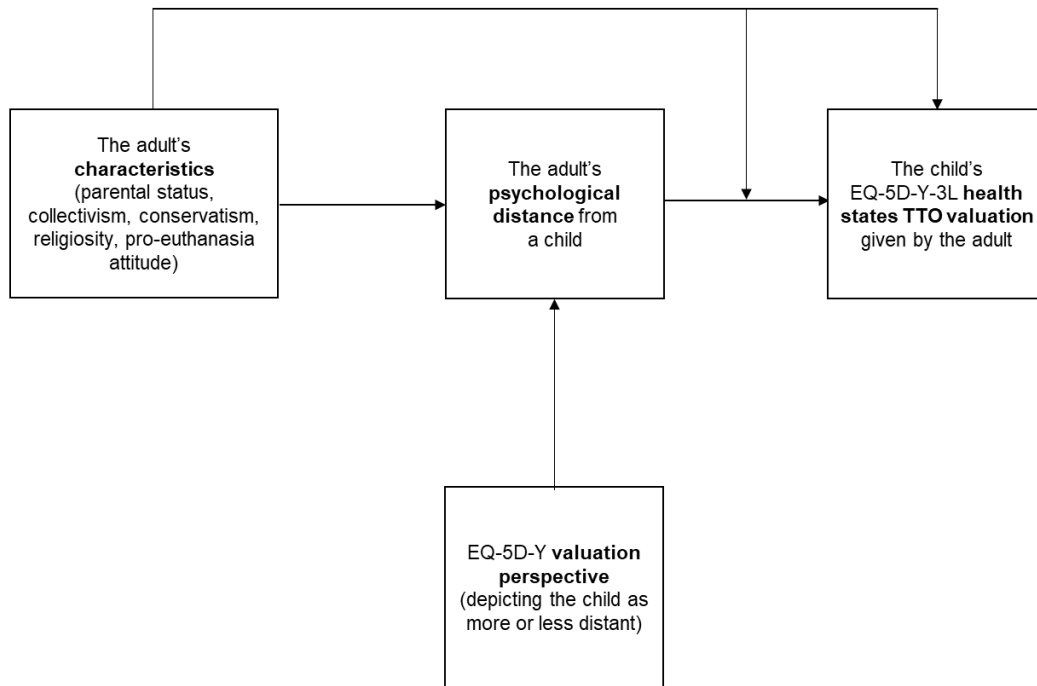 The adult’s
characteristics
(parental status,
collectivism, conservatism,
religiosity, pro-euthanasia
attitude)
The adult’s
psychological
distance from
a child
The child’s
EQ-5D-Y-3L health
states TTO valuation
given by the adult
EQ-5D-Y valuation
perspective
(depicting the child as
more or less distant)